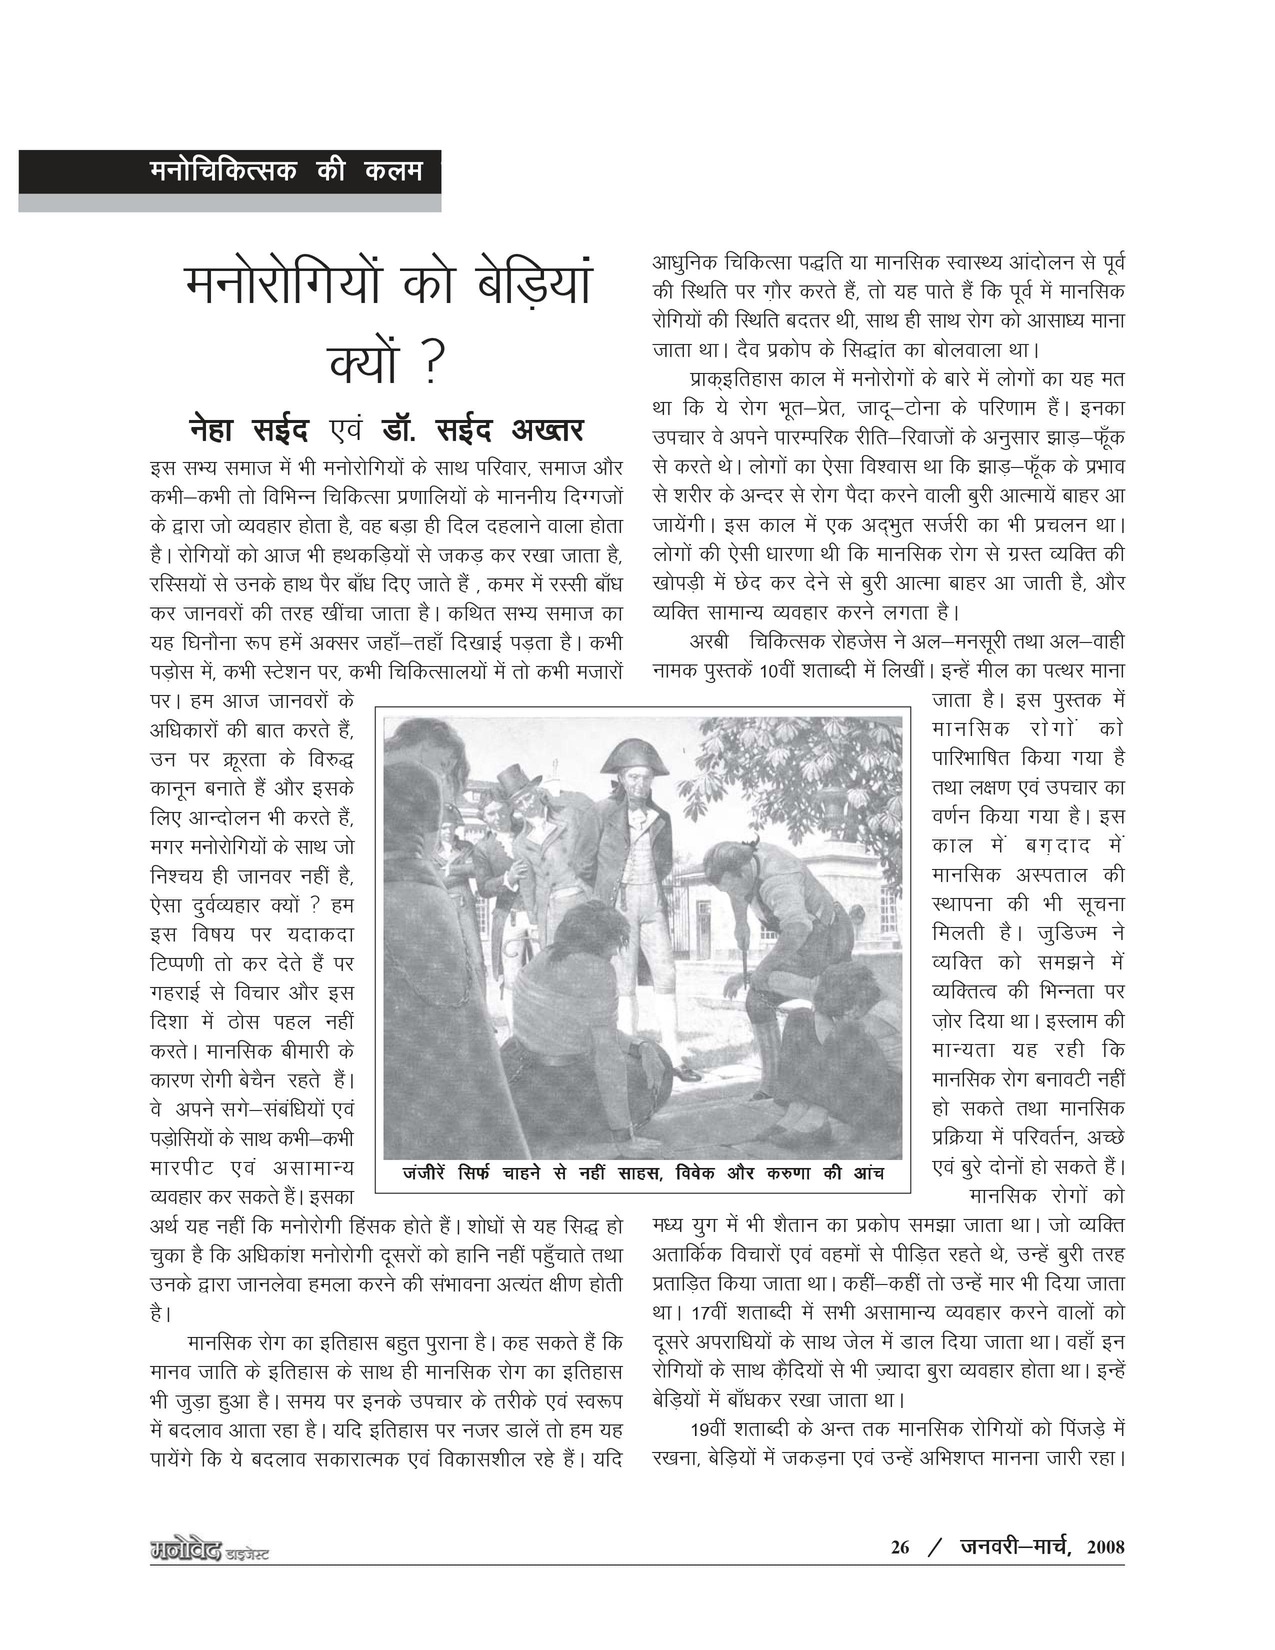 मनोचिकित्सक की कलम
मनोरोगियों को बेड़ियां
क्यों ?
नेहा सईद एवं डॉ. सईद अख्तर
इस सभ्य समाज में भी मनोरोगियों के साथ परिवार, समाज और
कभी–कभी तो विभिन्न चिकित्सा प्रणालियों के माननीय दिग्गजों
के द्वारा जो व्यवहार होता है, वह बड़ा ही दिल दहलाने वाला होता
है। रोगियों को आज भी हथकड़ियों से जकड़ कर रखा जाता है,
रस्सियों से उनके हाथ पैर बाँध दिए जाते हैं , कमर में रस्सी बाँध
कर जानवरों की तरह खींचा जाता है। कथित सभ्य समाज का
यह घिनौना रूप हमें अक्सर जहाँ–तहाँ दिखाई पड़ता है। कभी
पड़ोस में, कभी स्टेशन पर, कभी चिकित्सालयों में तो कभी मजारों
पर। हम आज जानवरों के
अधिकारों की बात करते हैं,
उन पर क्रूरता के विरुद्ध
कानून बनाते हैं और इसके
लिए आन्दोलन भी करते हैं,
मगर मनोरोगियों के साथ जो
निश्चय ही जानवर नहीं है,
ऐसा दुर्वव्यहार क्यों ? हम
इस विषय पर यदाकदा
टिप्पणी तो कर देते हैं पर
गहराई से विचार और इस
दिशा में ठोस पहल नहीं
करते। मानसिक बीमारी के
कारण रोगी बेचैन रहते हैं।
वे अपने सगे–संबंधियों एवं
पड़ोसियों के साथ कभी–कभी
मारपीट एवं असामान्य
व्यवहार कर सकते हैं। इसका
अर्थ यह नहीं कि मनोरोगी हिंसक होते हैं। शोधों से यह सिद्ध हो
चुका है कि अधिकांश मनोरोगी दूसरों को हानि नहीं पहुँचाते तथा
उनके द्वारा जानलेवा हमला करने की संभावना अत्यंत क्षीण होती
है।
मानसिक रोग का इतिहास बहुत पुराना है। कह सकते हैं कि
मानव जाति के इतिहास के साथ ही मानसिक रोग का इतिहास
भी जुड़ा हुआ है। समय पर इनके उपचार के तरीके एवं स्वरूप
में बदलाव आता रहा है। यदि इतिहास पर नजर डालें तो हम यह
पायेंगे कि ये बदलाव सकारात्मक एवं विकासशील रहे हैं। यदि
जंजीरें सिर्फ चाहने से नहीं साहस, विवेक और करुणा की आंच
आधुनिक चिकित्सा पद्धति या मानसिक स्वास्थ्य आंदोलन से पूर्व
की स्थिति पर ग़ौर करते हैं, तो यह पाते हैं कि पूर्व में मानसिक
रोगियों की स्थिति बदतर थी, साथ ही साथ रोग को आसाध्य माना
जाता था। दैव प्रकोप के सिद्धांत का बोलवाला था।
प्राक्इतिहास काल में मनोरोगों के बारे में लोगों का यह मत
था कि ये रोग भूत–प्रेत, जादू–टोना के परिणाम हैं। इनका
उपचार वे अपने पारम्परिक रीति–रिवाजों के अनुसार झाड़–फूँक
से करते थे। लोगों का ऐसा विश्वास था कि झाड़–फूँक के प्रभाव
से शरीर के अन्दर से रोग पैदा करने वाली बुरी आत्मायें बाहर आ
जायेंगी। इस काल में एक अद्भुत सर्जरी का भी प्रचलन था।
लोगों की ऐसी धारणा थी कि मानसिक रोग से ग्रस्त व्यक्ति की
खोपड़ी में छेद कर देने से बुरी आत्मा बाहर आ जाती है, और
व्यक्ति सामान्य व्यवहार करने लगता है।
अरबी चिकित्सक रोहजेस ने अल–मनसूरी तथा अल–वाही
नामक पुस्तकें 10वीं शताब्दी में लिखीं। इन्हें मील का पत्थर माना
जाता है। इस पुस्तक में
मानसिक रोगों को
पारिभाषित किया गया है
तथा लक्षण एवं उपचार का
वर्णन किया गया है। इस
काल में बग़दाद में
मानसिक अस्पताल की
स्थापना की भी सूचना
मिलती है। जुडिज्म ने
व्यक्ति को समझने में
व्यक्तित्व की भिन्नता पर
ज़ोर दिया था। इस्लाम की
मान्यता यह रही कि
मानसिक रोग बनावटी नहीं
हो सकते तथा मानसिक
प्रक्रिया में परिवर्तन, अच्छे
एवं बुरे दोनों हो सकते हैं।
मानसिक रोगों को
मध्य युग में भी शैतान का प्रकोप समझा जाता था। जो व्यक्ति
अतार्किक विचारों एवं वहमों से पीड़ित रहते थे, उन्हें बुरी तरह
प्रताड़ित किया जाता था। कहीं–कहीं तो उन्हें मार भी दिया जाता
था। 17वीं शताब्दी में सभी असामान्य व्यवहार करने वालों को
दूसरे अपराधियों के साथ जेल में डाल दिया जाता था। वहाँ इन
रोगियों के साथ क़ैदियों से भी ज़्यादा बुरा व्यवहार होता था। इन्हें
बेड़ियों में बाँधकर रखा जाता था।
19वीं शताब्दी के अन्त तक मानसिक रोगियों को पिंजड़े में
रखना, बेड़ियों में जकड़ना एवं उन्हें अभिशप्त मानना जारी रहा।
मनोवेद डाइजेस्ट
26 / जनवरी–मार्च, 2008